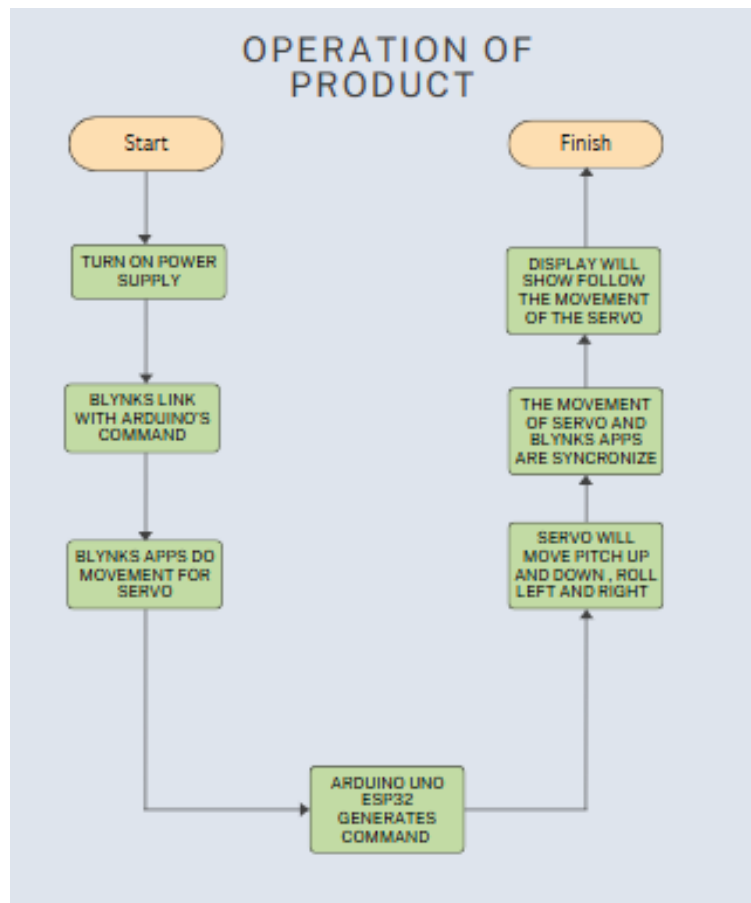 OPERATION OF
PRODUCT
Start
TURN ON POWER
SUPPLY
BLYNKS LINK
WITH ARDUINO'S
COMMAND
BLYNKS APPS DO
MOVEMENT FOR
SERVO
ARDUINO UNO
ESP32
GENERATES
COMMAND
SERVO WILL
MOVE PITCH UP
AND DOWN , ROLL
LEFT AND RIGHT
THE MOVEMENT
OF SERVO AND
BLYNKS APPS
ARE SYNCRONIZE
DISPLAY WILL
SHOW FOLLOW
THE MOVEMENT
OF THE SERVO
Finish